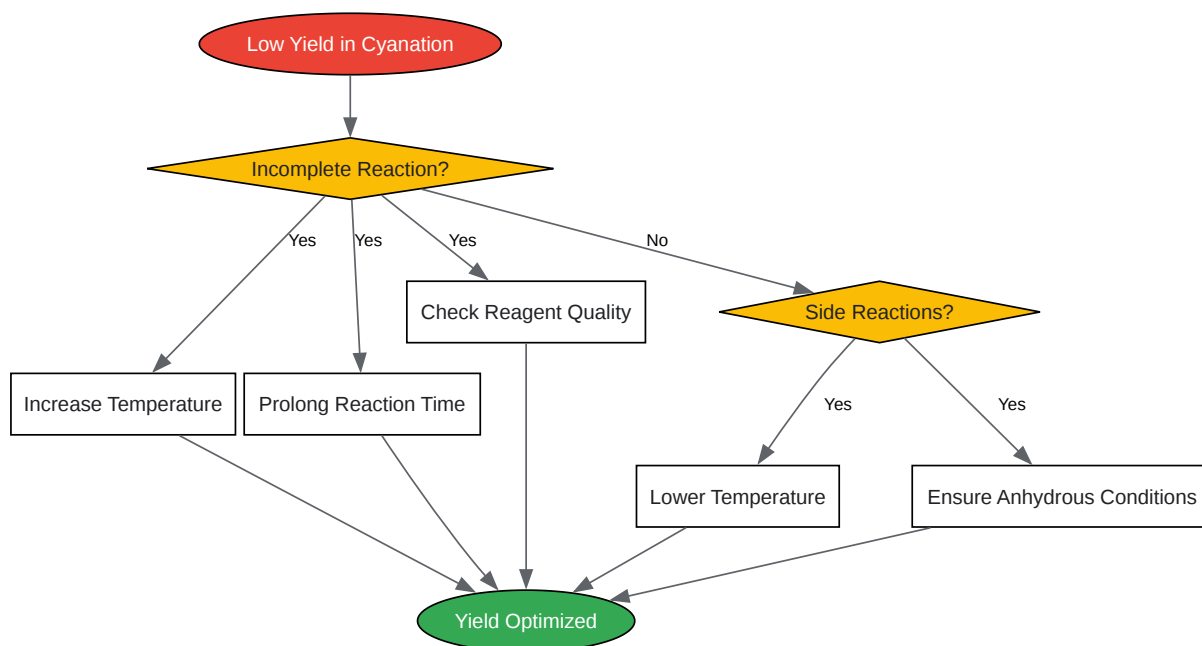 Low Yield in Cyanation
Incomplete Reaction?
Yes
Yes
Yes
No
Check Reagent Quality
Side Reactions?
Increase Temperature
Prolong Reaction Time
Yes
Yes
Lower Temperature
Ensure Anhydrous Conditions
Yield Optimized